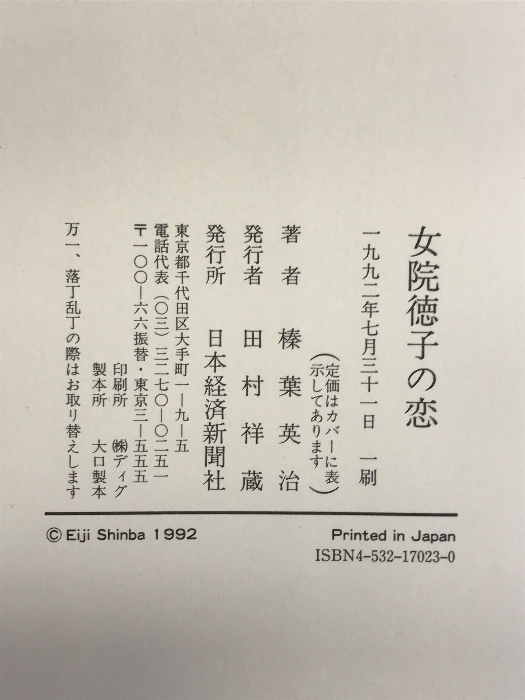 女院徳子の恋
一九九二年七月三十一日 一刷
(定価はカバーに表
示してあります)
著者 榛葉英治
発行者 田村祥蔵
発行所 日本経済新聞社
東京都千代田区大手町一―九―五
電話代表(〇三)三二七〇―〇二五一
〒一〇〇―六六振替・東京三―五五五
印刷所 ㈱ディグ
製本所 大口製本
万一、落丁乱丁の際はお取り替えします
© Eiji Shinba 1992
Printed in Japan
ISBN4-532-17023-0